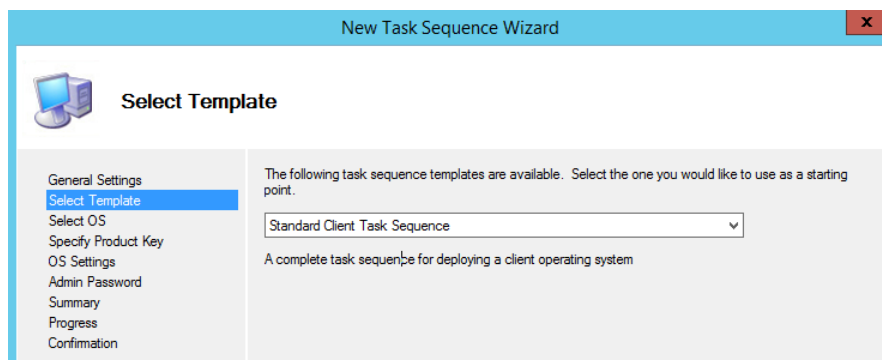 New Task Sequence Wizard
x
Select Template
General Settings
Select Template
Select OS
Specify Product Key
OS Settings
Admin Password
Summary
Progress
Confirmation
The following task sequence templates are available. Select the one you would like to use as a starting
point.
Standard Client Task Sequence
A complete task sequence for deploying a client operating system